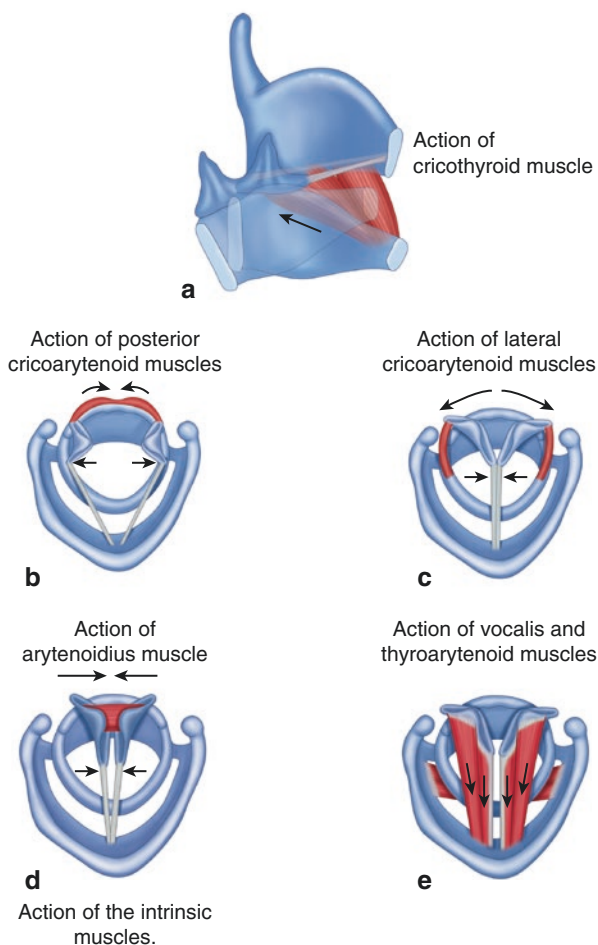 Action of
cricothyroid muscle
a
Action of posterior
cricoarytenoid muscles
b
Action of lateral
cricoarytenoid muscles
c
Action of
arytenoidius muscle
d
Action of vocalis and
thyroarytenoid muscles
e
Action of the intrinsic
muscles.